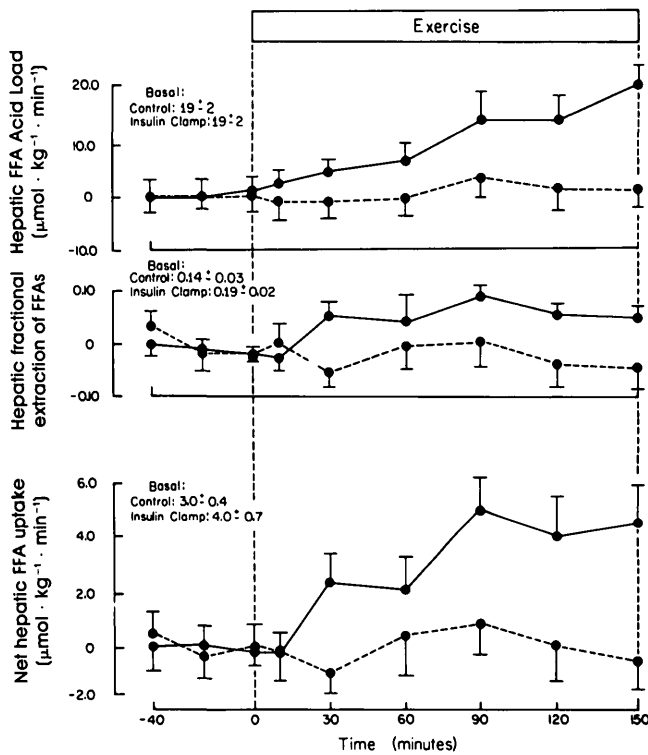 Exercise
Hepatic FFA Acid Load
(μmol · kg⁻¹ · min⁻¹)
20.0
10.0
0
-10.0
Basal:
Control: 19 ± 2
Insulin Clamp: 19 ± 2
Hepatic fractional
extraction of FFAs
0.10
0
-0.10
Basal:
Control: 0.14 ± 0.03
Insulin Clamp: 0.19 ± 0.02
Net hepatic FFA uptake
(μmol · kg⁻¹ · min⁻¹)
6.0
4.0
2.0
0
-2.0
Basal:
Control: 3.0 ± 0.4
Insulin Clamp: 4.0 ± 0.7
-40 0 30 60 90 120 150
Time (minutes)